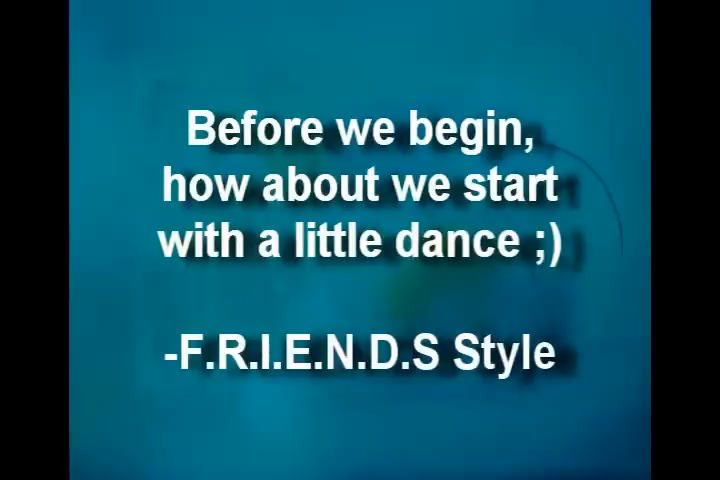 Before we begin,
how about we start
with a little dance ;)
-F.R.I.E.N.D.S Style